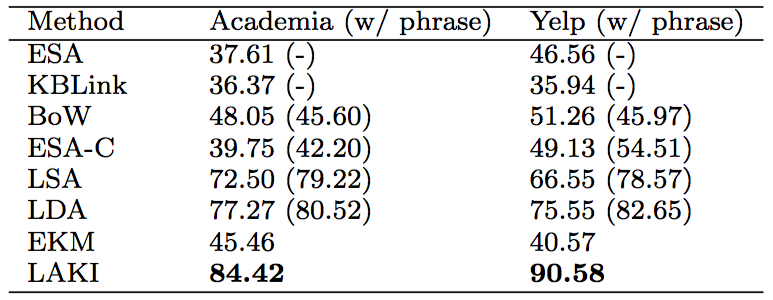 Method Academia (w/ phrase) Yelp (w/ phrase)
ESA 37.61 (-) 46.56 (-)
KBLink 36.37 (-) 35.94 (-)
BoW 48.05 (45.60) 51.26 (45.97)
ESA-C 39.75 (42.20) 49.13 (54.51)
LSA 72.50 (79.22) 66.55 (78.57)
LDA 77.27 (80.52) 75.55 (82.65)
EKM 45.46 40.57
LAKI 84.42 90.58